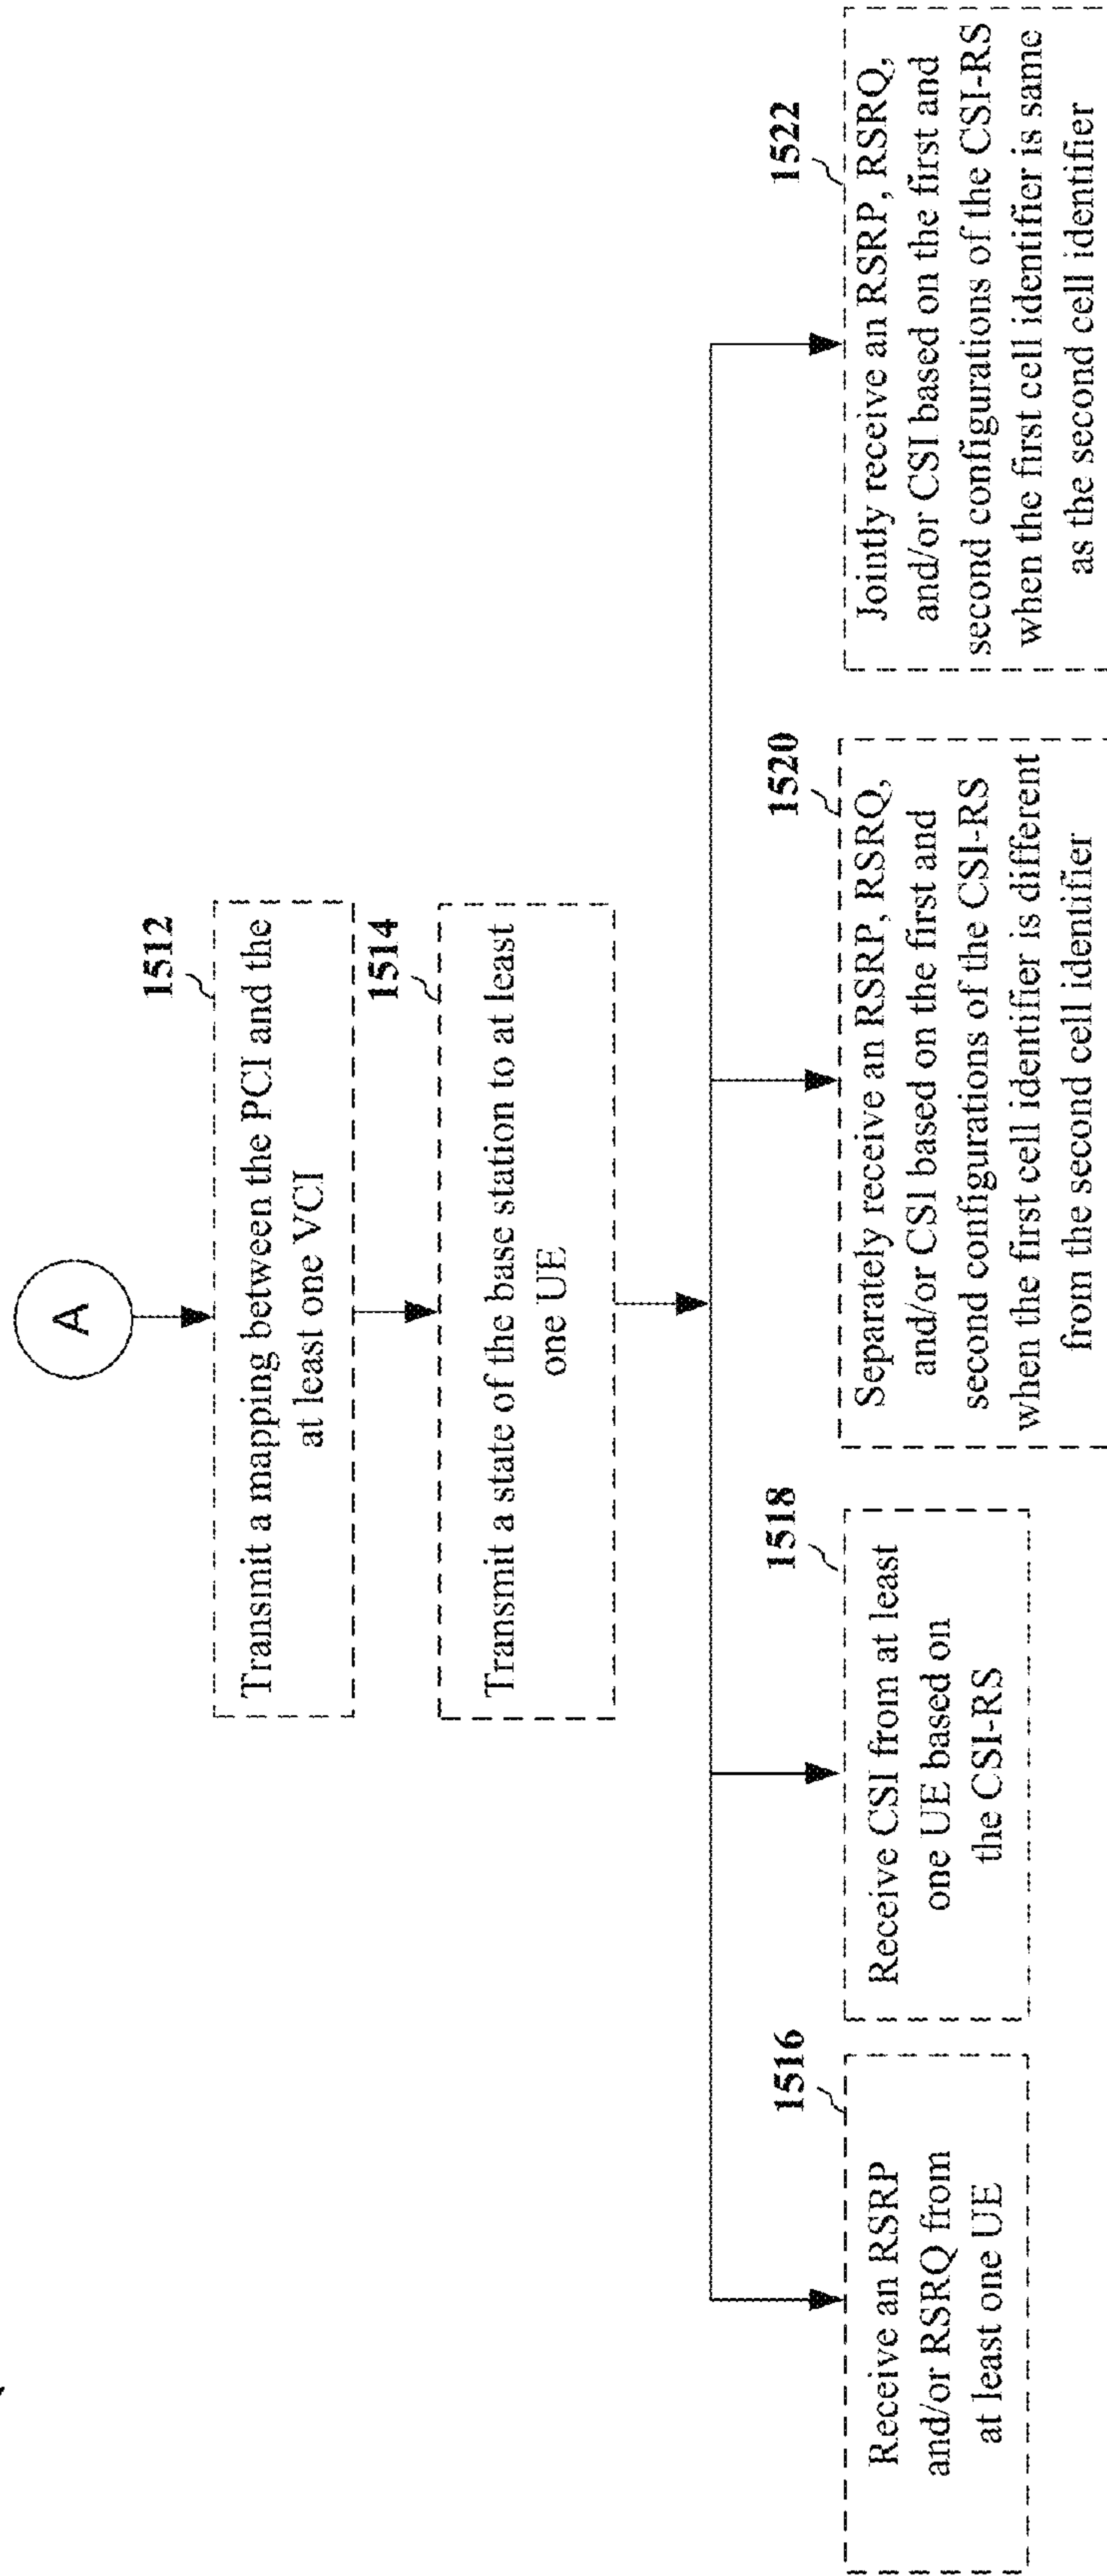 A
1512
Transmit a mapping between the PCI and the
at least one VCI
1514
Transmit a state of the base station to at least
one UE
1516
Receive an RSRP
and/or RSRQ from
at least one UE
1518
Receive CSI from at least
one UE based on
the CSI-RS
1520
Separately receive an RSRP, RSRQ,
and/or CSI based on the first and
second configurations of the CSI-RS
when the first cell identifier is different
from the second cell identifier
1522
Jointly receive an RSRP, RSRQ,
and/or CSI based on the first and
second configurations of the CSI-RS
when the first cell identifier is same
as the second cell identifier